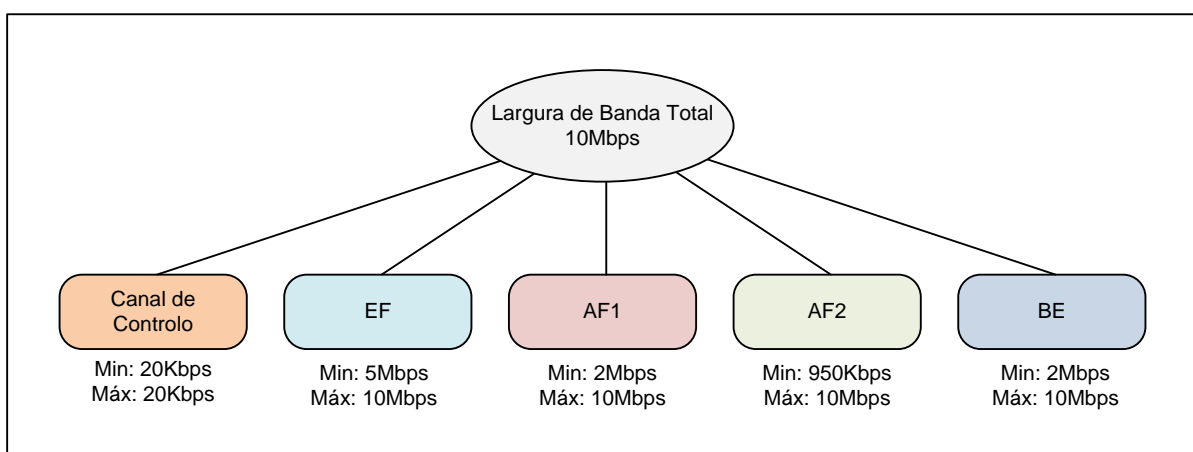 Largura de Banda Total
10Mbps
Canal de
Controlo
EF
AF1
AF2
BE
Min: 20Kbps
Máx: 20Kbps
Min: 5Mbps
Máx: 10Mbps
Min: 2Mbps
Máx: 10Mbps
Min: 950Kbps
Máx: 10Mbps
Min: 2Mbps
Máx: 10Mbps